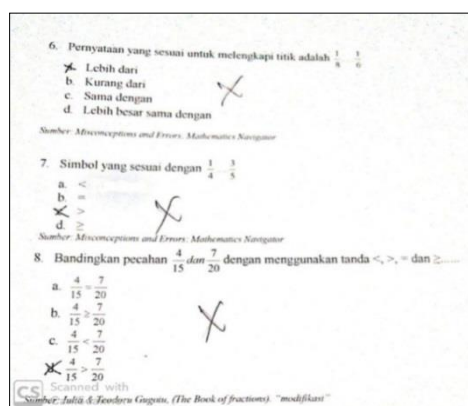 6. Pernyataan yang sesuai untuk melengkapi titik adalah 1/8 1/6
a. Lebih dari
b. Kurang dari
c. Sama dengan
d. Lebih besar sama dengan
Sumber: Misconceptions and Errors. Mathematics Navigator
7. Simbol yang sesuai dengan 1/4 ... 3/5
a. <
b. =
>
d. ≥
Sumber: Misconceptions and Errors. Mathematics Navigator
8. Bandingkan pecahan 4/15 dan 7/20 dengan menggunakan tanda <, >, = dan ≥......
a. 4/15 = 7/20
b. 4/15 ≥ 7/20
c. 4/15 < 7/20
4/15 > 7/20
CS Scanned with
Sumber: Julia & Teodoru Gugoiu, (The Book of fractions). "modifikasi"